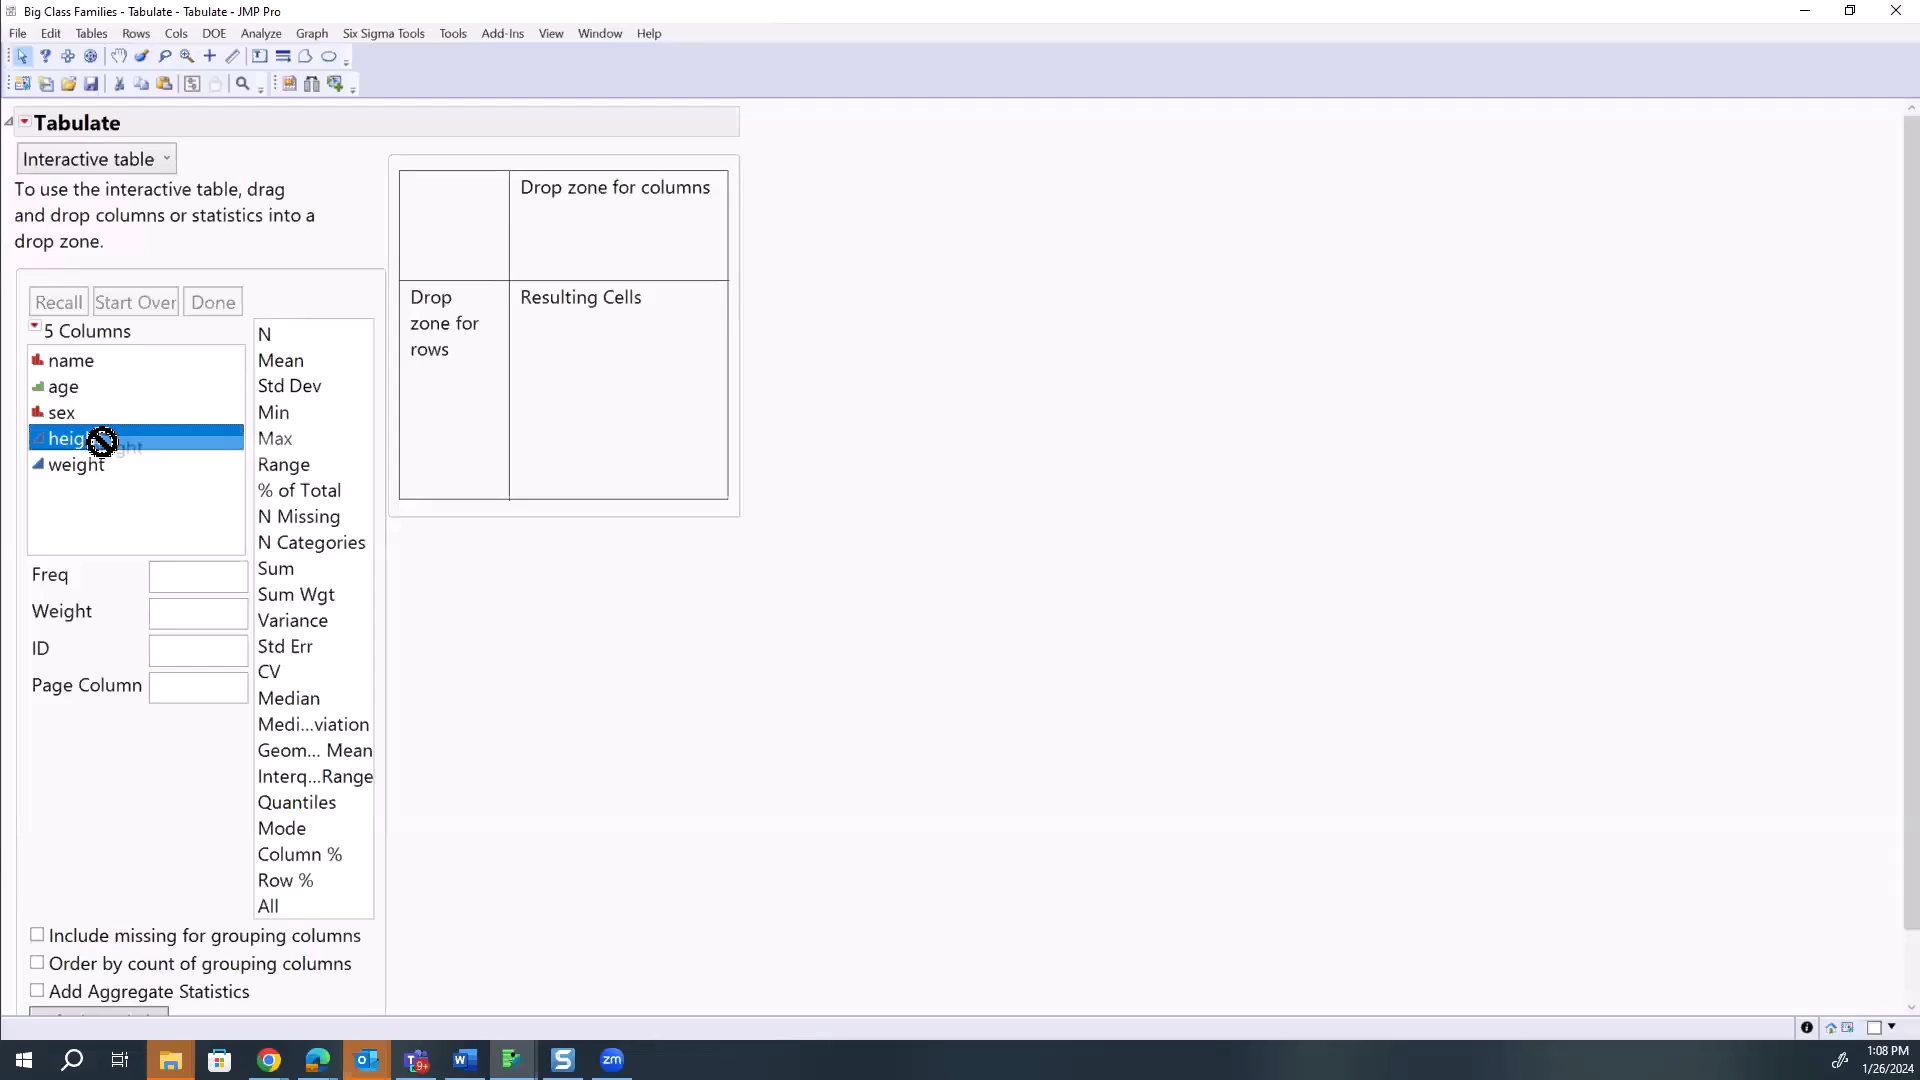 Big Class Families - Tabulate - Tabulate - JMP Pro
File Edit Tables Rows Cols DOE Analyze Graph Six Sigma Tools Tools Add-Ins View Window Help
Tabulate
Interactive table
To use the interactive table, drag
and drop columns or statistics into a
drop zone.
Recall Start Over Done
5 Columns
name
age
sex
heig
weight
Freq
Weight
ID
Page Column
N
Mean
Std Dev
Min
Max
Range
% of Total
N Missing
N Categories
Sum
Sum Wgt
Variance
Std Err
CV
Median
Medi...viation
Geom... Mean
Interq...Range
Quantiles
Mode
Column %
Row %
All
Include missing for grouping columns
Order by count of grouping columns
Add Aggregate Statistics
Drop zone for columns
Drop
zone for
rows
Resulting Cells
9+
zm
1:08 PM
1/26/2024